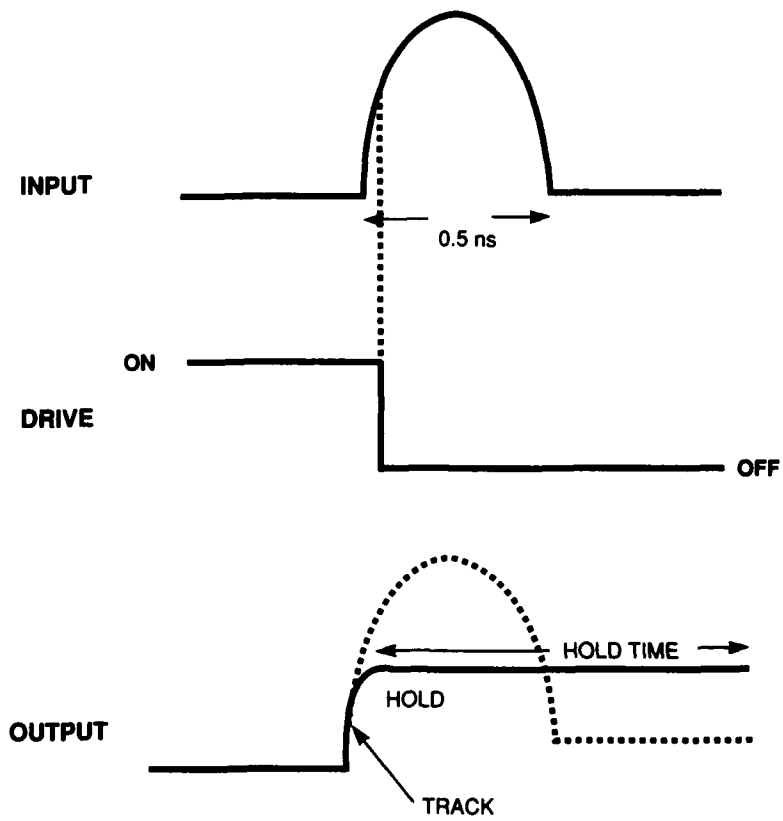 INPUT
0.5 ns
ON
DRIVE
OFF
HOLD TIME
HOLD
OUTPUT
TRACK